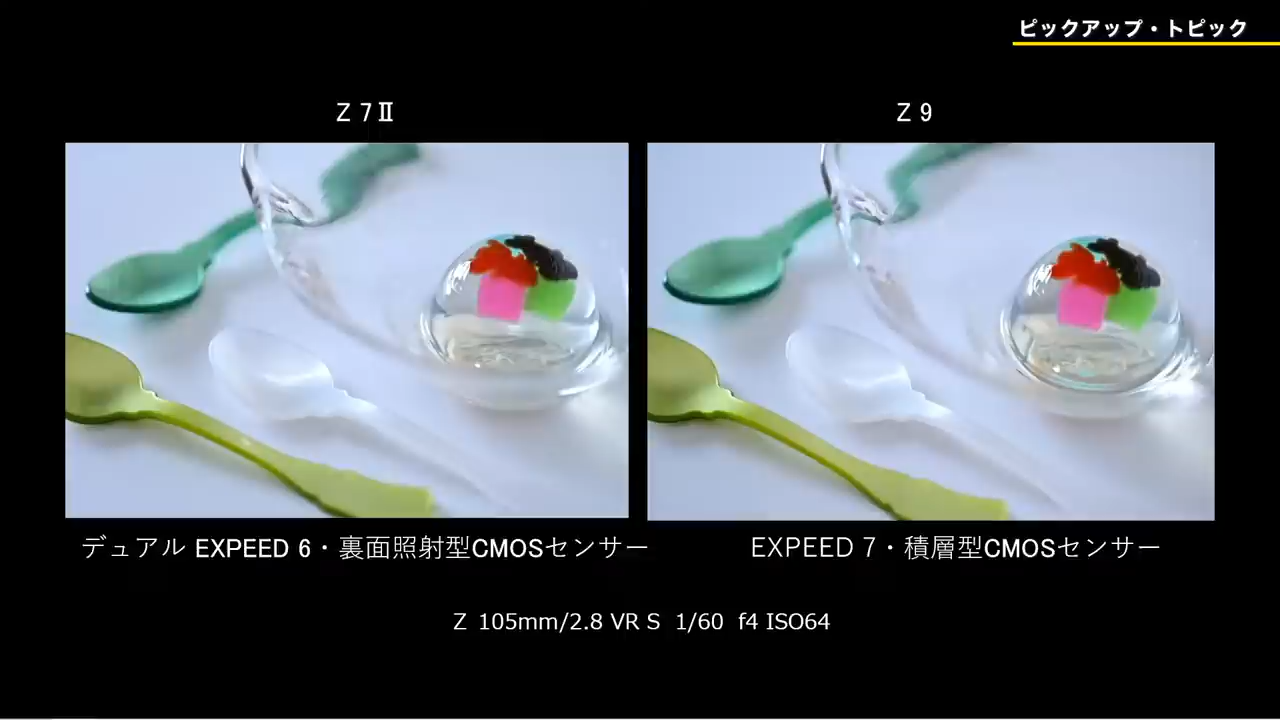 ピックアップ・トピック
Z 7Ⅱ
Z 9
デュアル EXPEED 6・裏面照射型CMOSセンサー
EXPEED 7・積層型CMOSセンサー
Z 105mm/2.8 VR S 1/60 f4 ISO64